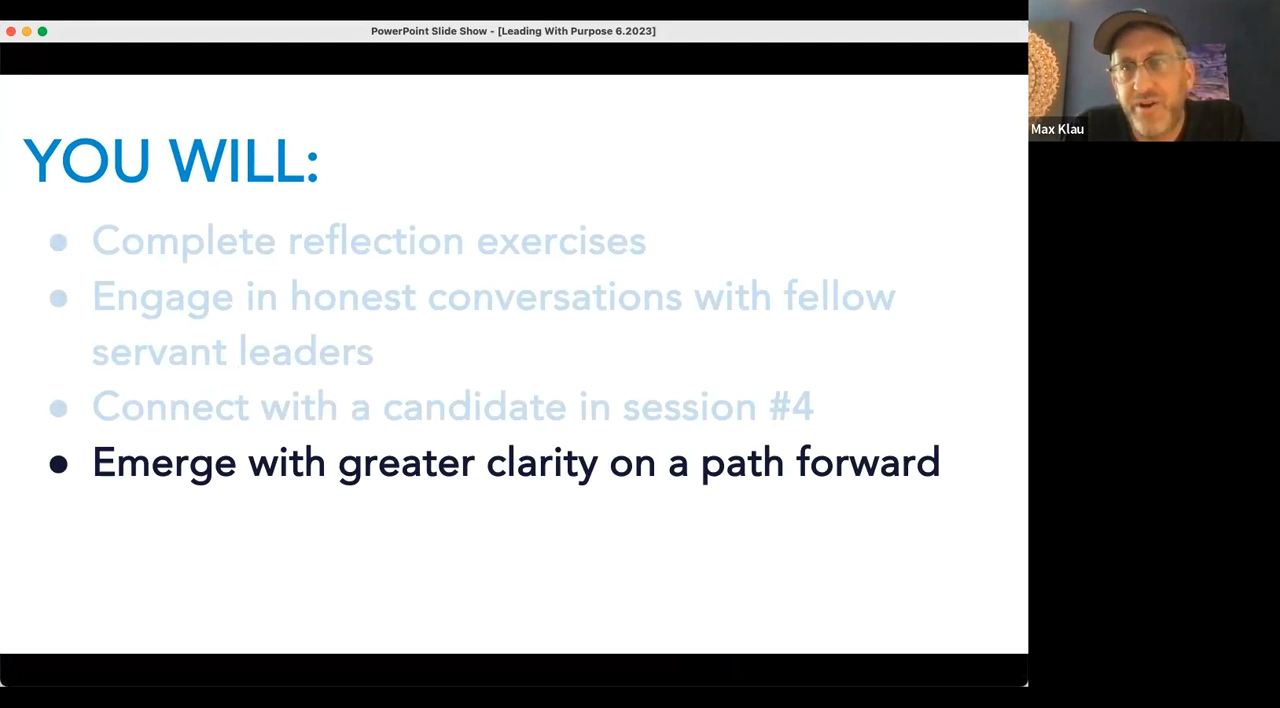 PowerPoint Slide Show - [Leading With Purpose 6.2023]
Max Klau
YOU WILL:
● Complete reflection exercises
● Engage in honest conversations with fellow
servant leaders
● Connect with a candidate in session #4
● Emerge with greater clarity on a path forward